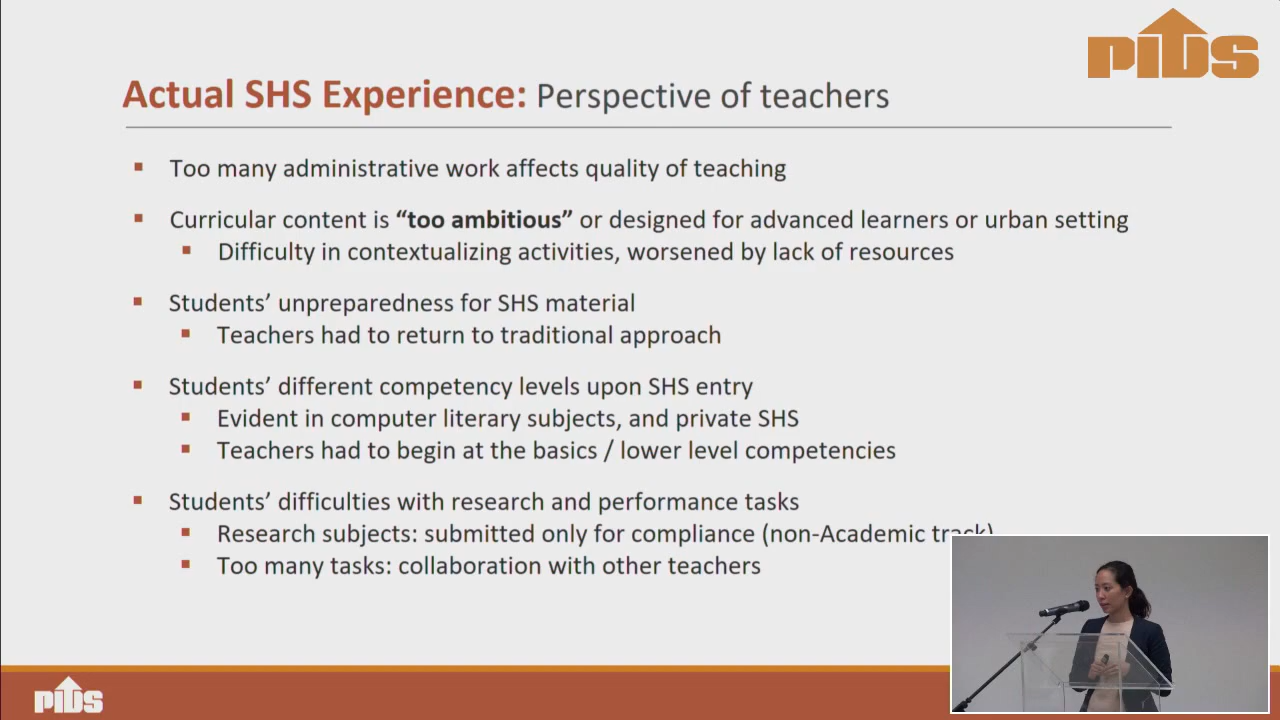 PIDS
Actual SHS Experience: Perspective of teachers
Too many administrative work affects quality of teaching
Curricular content is “too ambitious” or designed for advanced learners or urban setting
Difficulty in contextualizing activities, worsened by lack of resources
Students’ unpreparedness for SHS material
Teachers had to return to traditional approach
Students’ different competency levels upon SHS entry
Evident in computer literary subjects, and private SHS
Teachers had to begin at the basics / lower level competencies
Students’ difficulties with research and performance tasks
Research subjects: submitted only for compliance (non-Academic track)
Too many tasks: collaboration with other teachers
PIDS